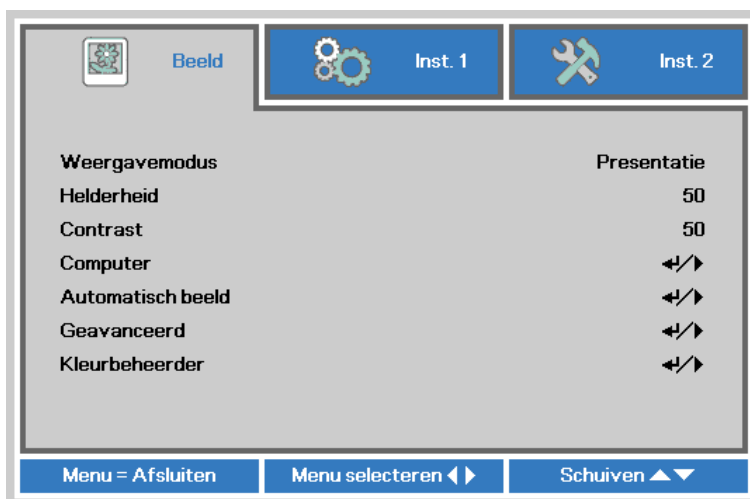 Beeld Inst. 1 Inst. 2
Weergavemodus Presentatie
Helderheid 50
Contrast 50
Computer
Automatisch beeld
Geavanceerd
Kleurbeheerder
Menu = Afsluiten Menu selecteren Schuiven